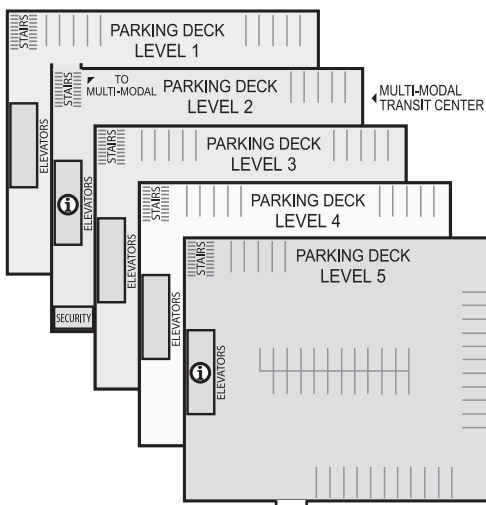 STAIRS
PARKING DECK
LEVEL 1
ELEVATORS
STAIRS
TO
MULTI-MODAL
PARKING DECK
LEVEL 2
MULTI-MODAL
TRANSIT CENTER
ELEVATORS
i
SECURITY
STAIRS
PARKING DECK
LEVEL 3
ELEVATORS
STAIRS
PARKING DECK
LEVEL 4
ELEVATORS
STAIRS
PARKING DECK
LEVEL 5
ELEVATORS
i